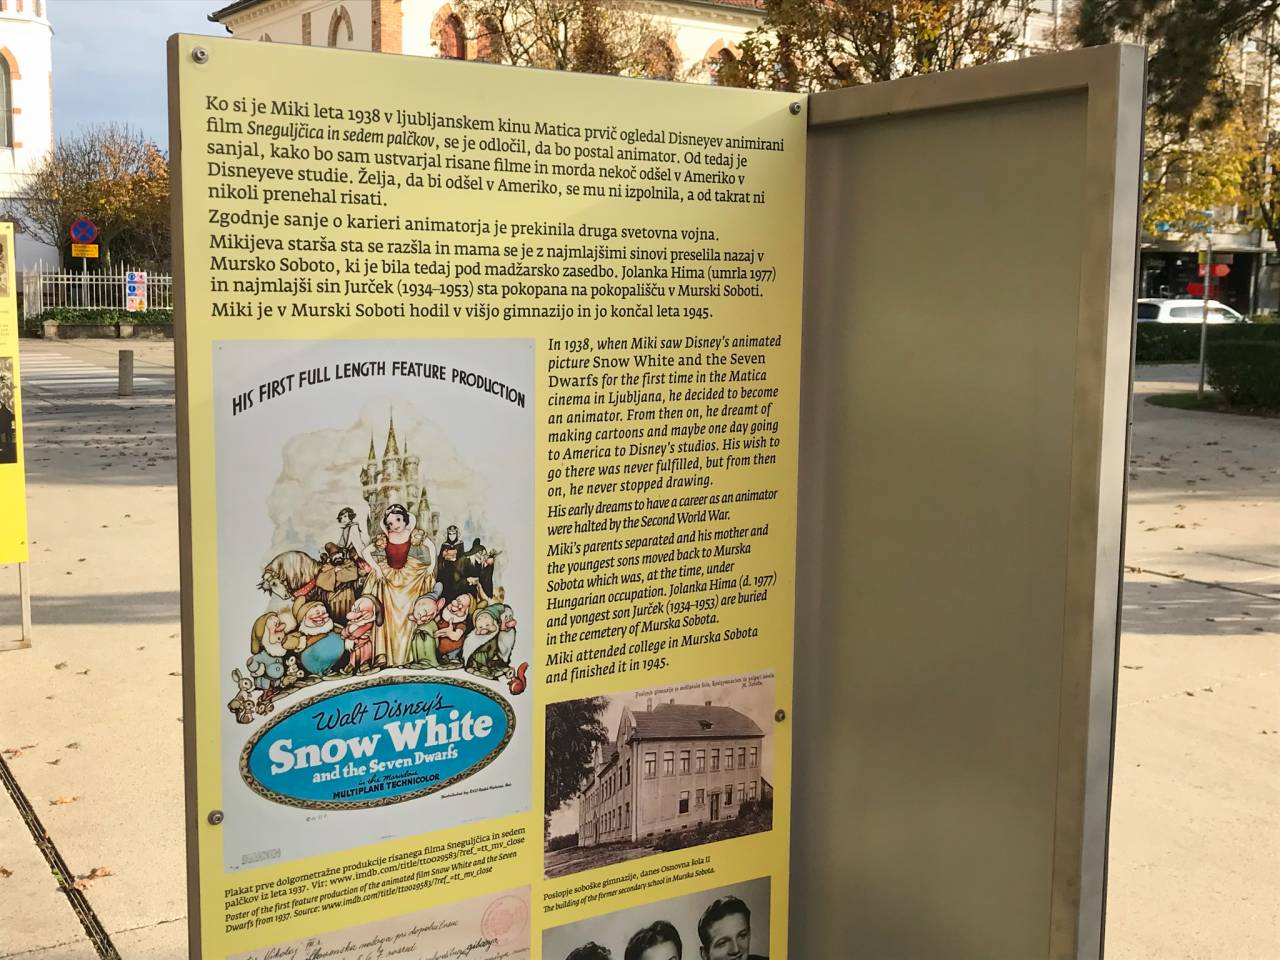 Ko si je Miki leta 1938 v ljubljanskem kinu Matica prvič ogledal Disneyev animirani
film Sneguljčica in sedem palčkov, se je odločil, da bo postal animator. Od tedaj je
sanjal, kako bo sam ustvarjal risane filme in morda nekoč odšel v Ameriko v
Disneyeve studie. Želja, da bi odšel v Ameriko, se mu ni izpolnila, a od takrat ni
nikoli prenehal risati.
Zgodnje sanje o karieri animatorja je prekinila druga svetovna vojna.
Mikijeva starša sta se razšla in mama se je z najmlajšimi sinovi preselila nazaj v
Mursko Soboto, ki je bila tedaj pod madžarsko zasedbo. Jolanka Hima (umrla 1977)
in najmlajši sin Jurček (1934–1953) sta pokopana na pokopališču v Murski Soboti.
Miki je v Murski Soboti hodil v višjo gimnazijo in jo končal leta 1945.
HIS FIRST FULL LENGTH FEATURE PRODUCTION
Walt Disney's
Snow White
and the Seven Dwarfs
in the Marvelous
MULTIPLANE TECHNICOLOR
Distributed by RKO Radio Pictures, Inc.
Plakat prve dolgometražne produkcije risanega filma Sneguljčica in sedem
palčkov iz leta 1937. Vir: www.imdb.com/title/tt0029583/?ref_=tt_mv_close
Poster of the first feature production of the animated film Snow White and the Seven
Dwarfs from 1937. Source: www.imdb.com/title/tt0029583/?ref_=tt_mv_close
In 1938, when Miki saw Disney's animated
picture Snow White and the Seven
Dwarfs for the first time in the Matica
cinema in Ljubljana, he decided to become
an animator. From then on, he dreamt of
making cartoons and maybe one day going
to America to Disney's studios. His wish to
go there was never fulfilled, but from then
on, he never stopped drawing.
His early dreams to have a career as an animator
were halted by the Second World War.
Miki's parents separated and his mother and
the youngest sons moved back to Murska
Sobota which was, at the time, under
Hungarian occupation. Jolanka Hima (d. 1977)
and yongest son Jurček (1934–1953) are buried
in the cemetery of Murska Sobota.
Miki attended college in Murska Sobota
and finished it in 1945.
Poslopje soboške gimnazije, danes Osnovna šola II
The building of the former secondary school in Murska Sobota.